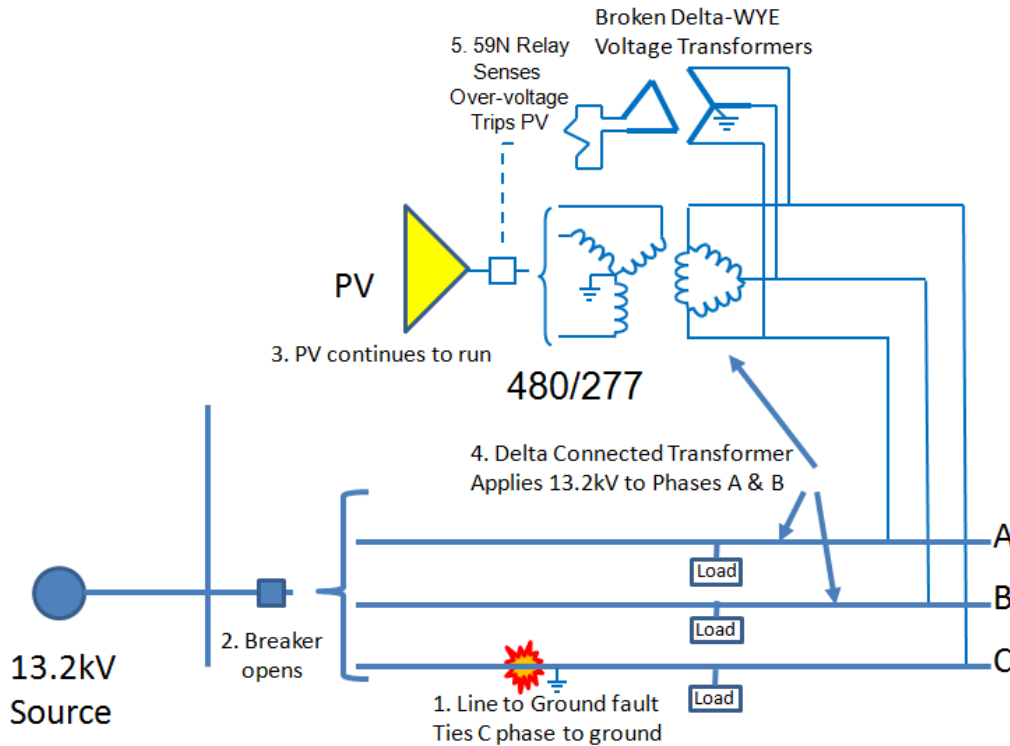 Broken Delta-WYE
Voltage Transformers
5. 59N Relay
Senses
Over-voltage
Trips PV
PV
3. PV continues to run
480/277
4. Delta Connected Transformer
Applies 13.2kV to Phases A & B
A
Load
B
Load
2. Breaker
opens
13.2kV
Source
C
Load
1. Line to Ground fault
Ties C phase to ground